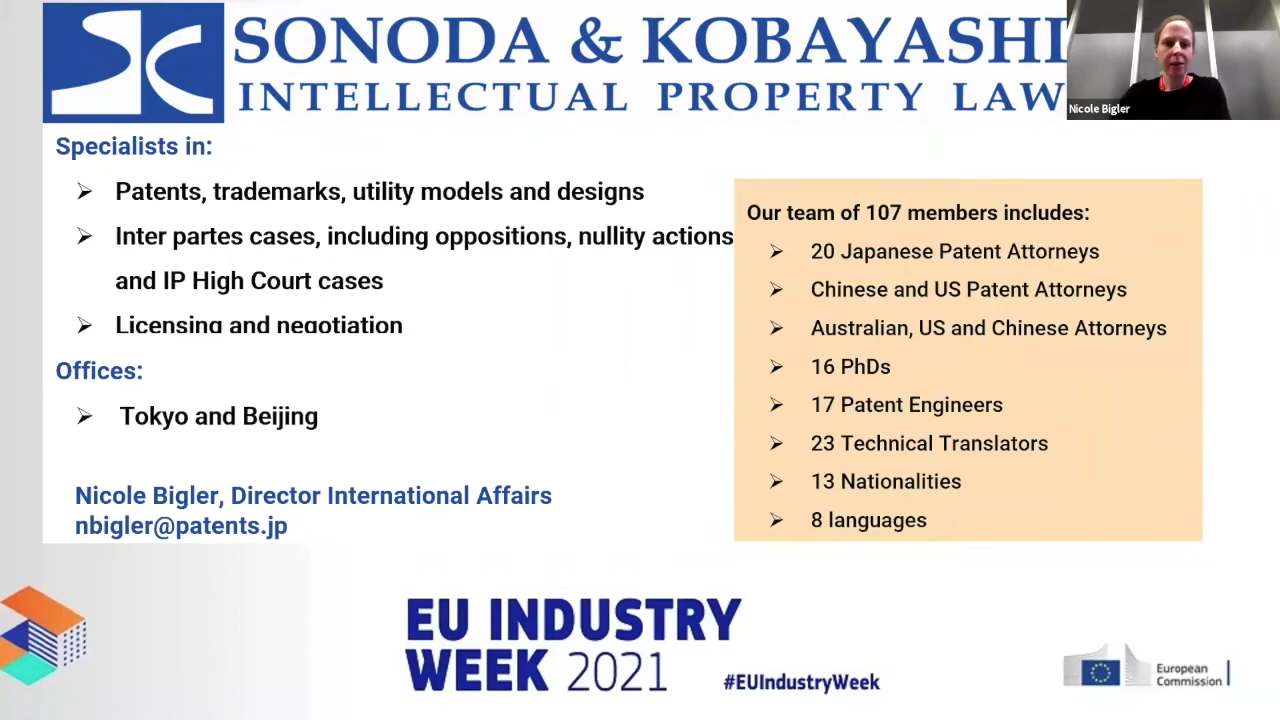 SONODA & KOBAYASHI
INTELLECTUAL PROPERTY LAW
Nicole Bigler
Specialists in:
➢ Patents, trademarks, utility models and designs
➢ Inter partes cases, including oppositions, nullity actions
and IP High Court cases
➢ Licensing and negotiation
Offices:
➢ Tokyo and Beijing
Nicole Bigler, Director International Affairs
nbigler@patents.jp
Our team of 107 members includes:
➢ 20 Japanese Patent Attorneys
➢ Chinese and US Patent Attorneys
➢ Australian, US and Chinese Attorneys
➢ 16 PhDs
➢ 17 Patent Engineers
➢ 23 Technical Translators
➢ 13 Nationalities
➢ 8 languages
EU INDUSTRY
WEEK 2021
#EUIndustryWeek
European
Commission